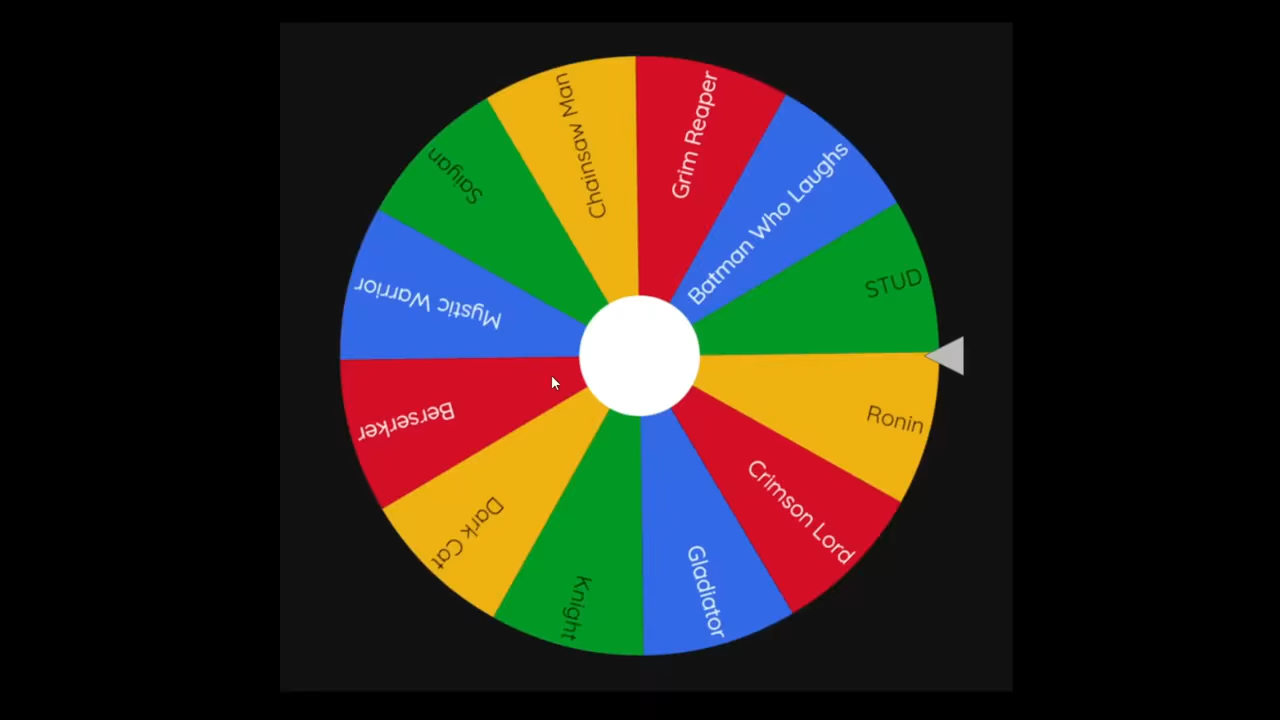 Grim Reaper
Batman Who Laughs
STUD
Ronin
Crimson Lord
Gladiator
Knight
Dark Cat
Berserker
Mystic Warrior
Saiyan
Chainsaw Man